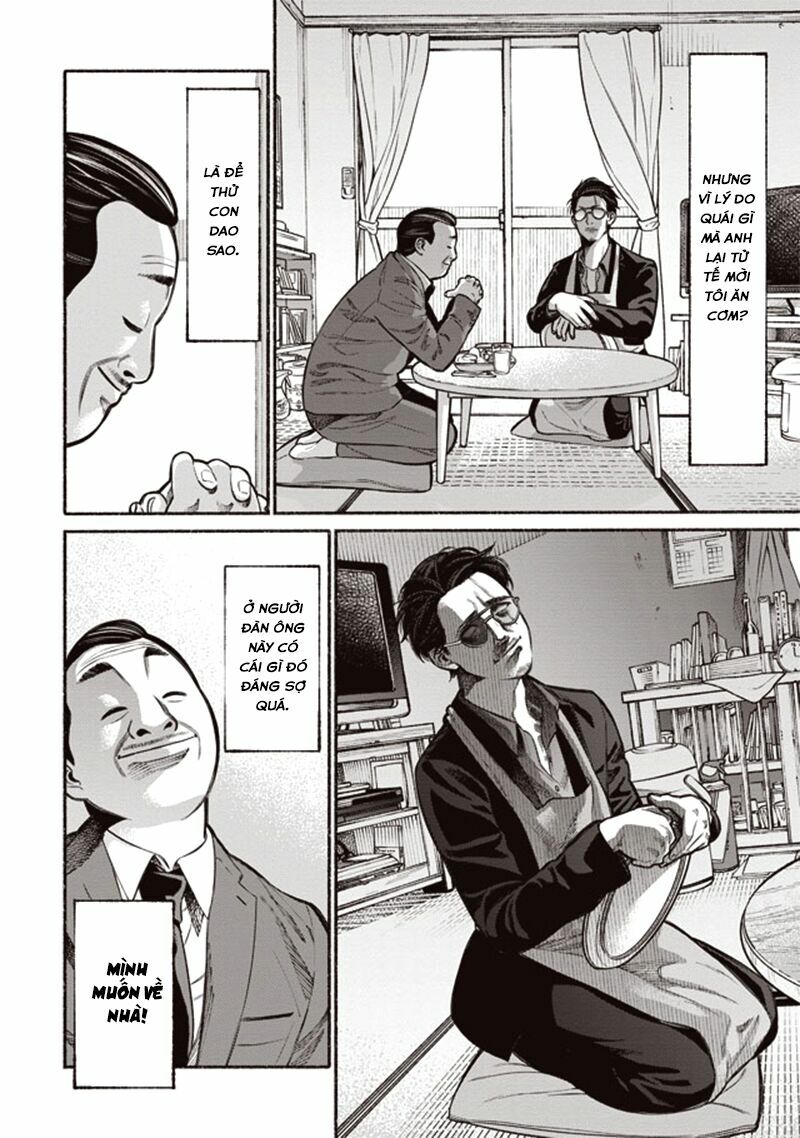 NHƯNG
VÌ LÝ DO
QUÁI GÌ
MÀ ANH
LẠI TỬ
TẾ MỜI
TÔI ĂN
CƠM?
LÀ ĐỂ
THỬ
CON
DAO
SAO.
Ở NGƯỜI
ĐÀN ÔNG
NÀY CÓ
CÁI GÌ ĐÓ
ĐÁNG SỢ
QUÁ.
MÌNH
MUỐN VỀ
NHÀ!